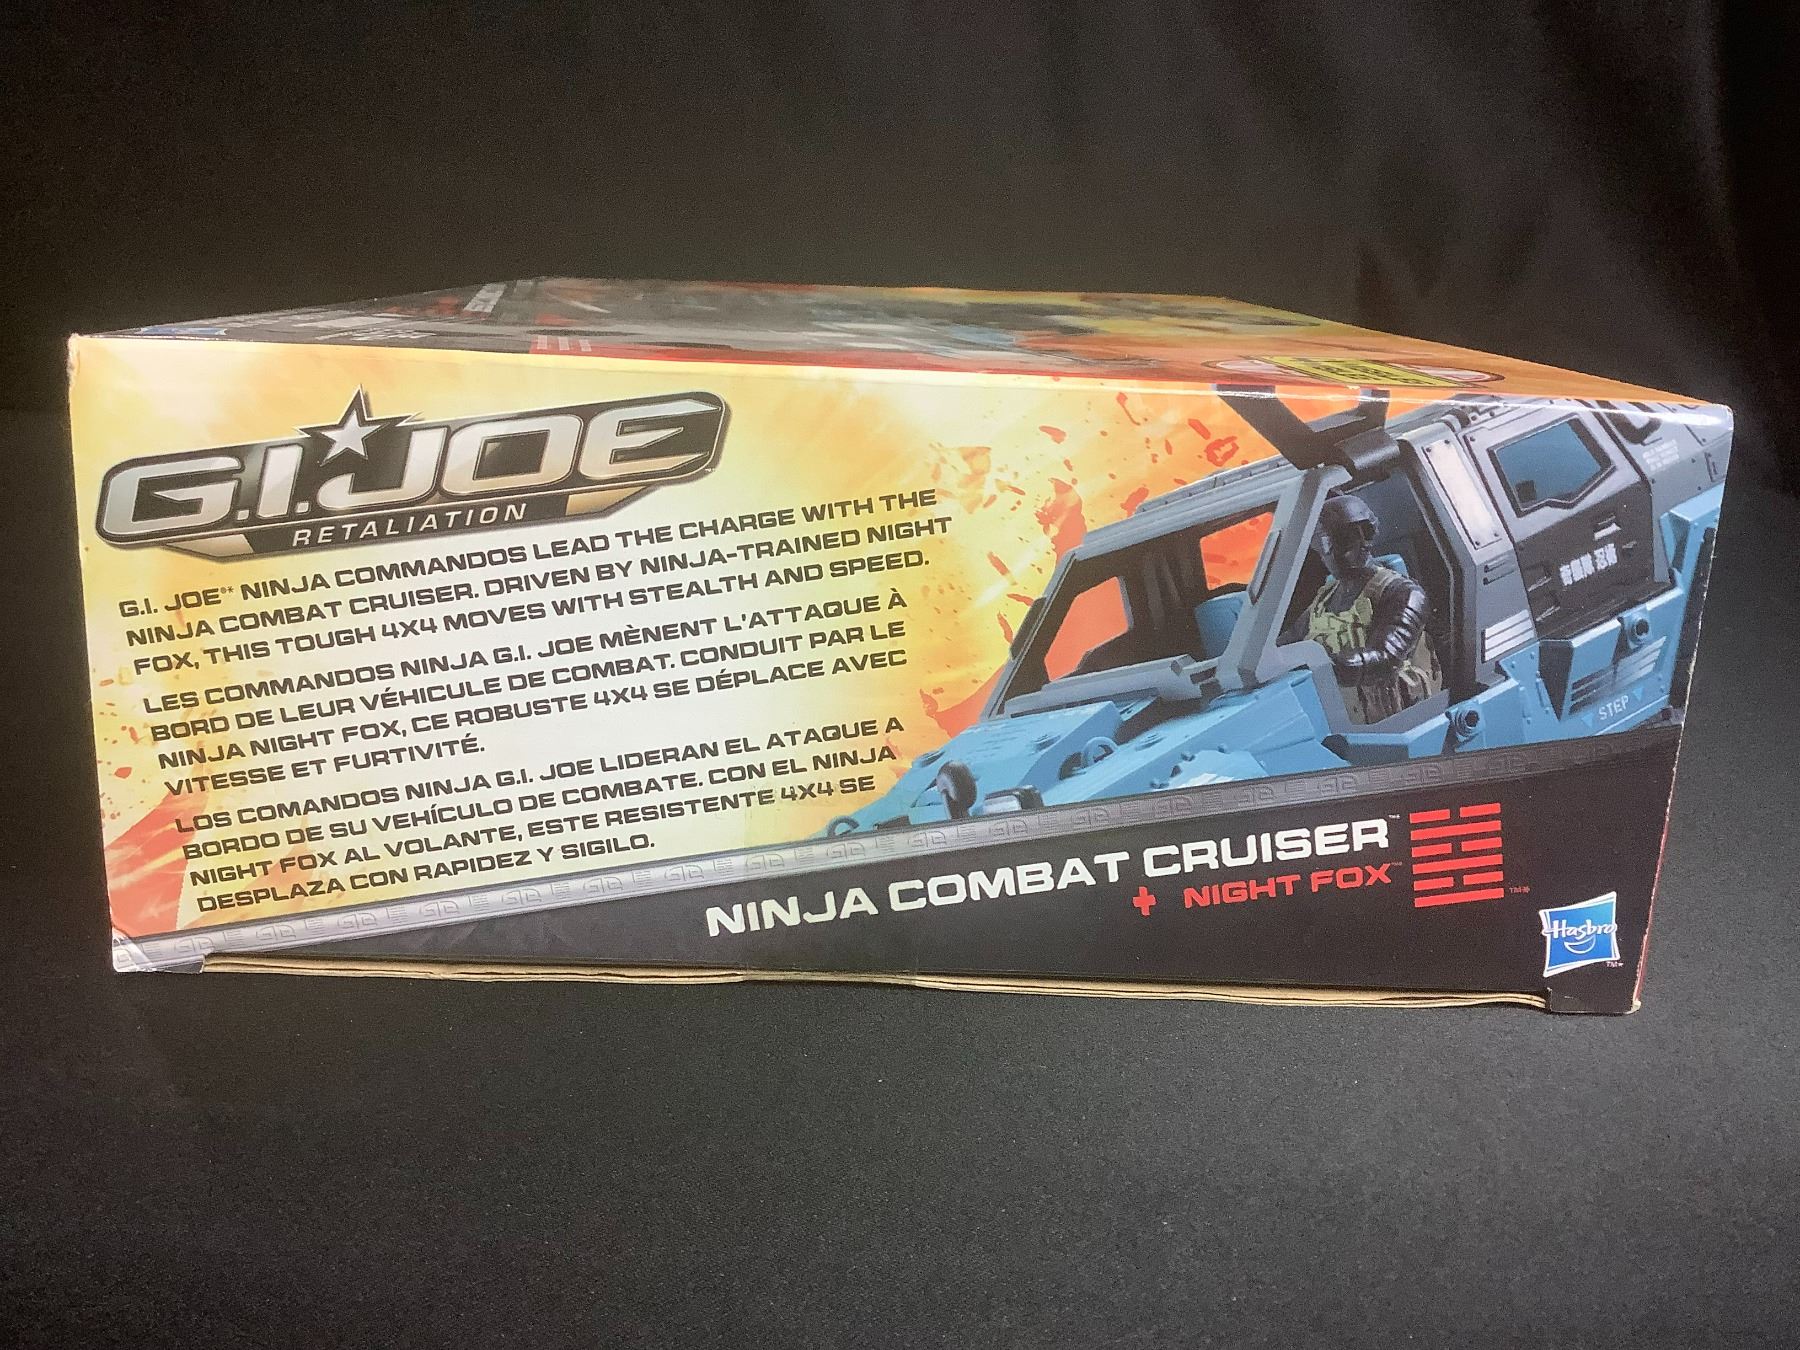 G.I. JOE
RETALIATION
G.I. JOE®* NINJA COMMANDOS LEAD THE CHARGE WITH THE
NINJA COMBAT CRUISER. DRIVEN BY NINJA-TRAINED NIGHT
FOX, THIS TOUGH 4X4 MOVES WITH STEALTH AND SPEED.
LES COMMANDOS NINJA G.I. JOE MÈNENT L'ATTAQUE À
BORD DE LEUR VÉHICULE DE COMBAT. CONDUIT PAR LE
NINJA NIGHT FOX, CE ROBUSTE 4X4 SE DÉPLACE AVEC
VITESSE ET FURTIVITÉ.
LOS COMANDOS NINJA G.I. JOE LIDERAN EL ATAQUE A
BORDO DE SU VEHÍCULO DE COMBATE. CON EL NINJA
NIGHT FOX AL VOLANTE, ESTE RESISTENTE 4X4 SE
DESPLAZA CON RAPIDEZ Y SIGILO.
STEP
NINJA COMBAT CRUISER™
+ NIGHT FOX™
TM*®
Hasbro
TM*